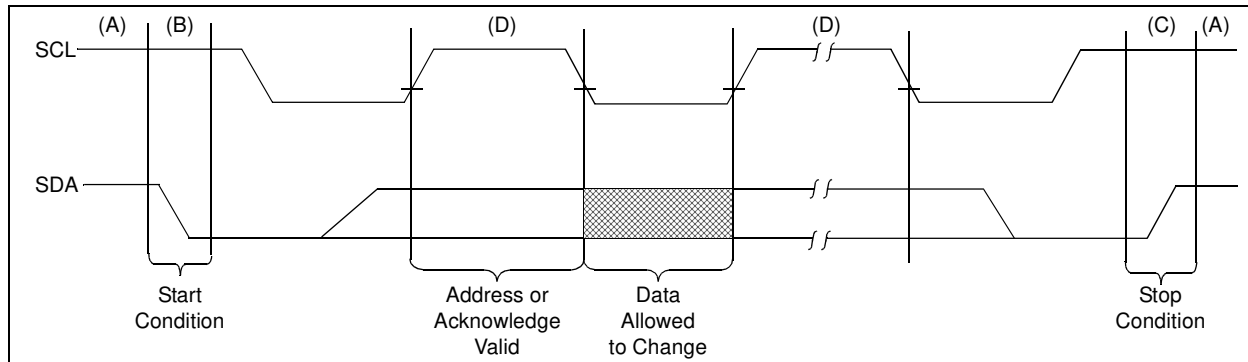 (A) (B) (D) (D) (C) (A)
SCL
SDA
Start
Condition
Address or
Acknowledge
Valid
Data
Allowed
to Change
Stop
Condition